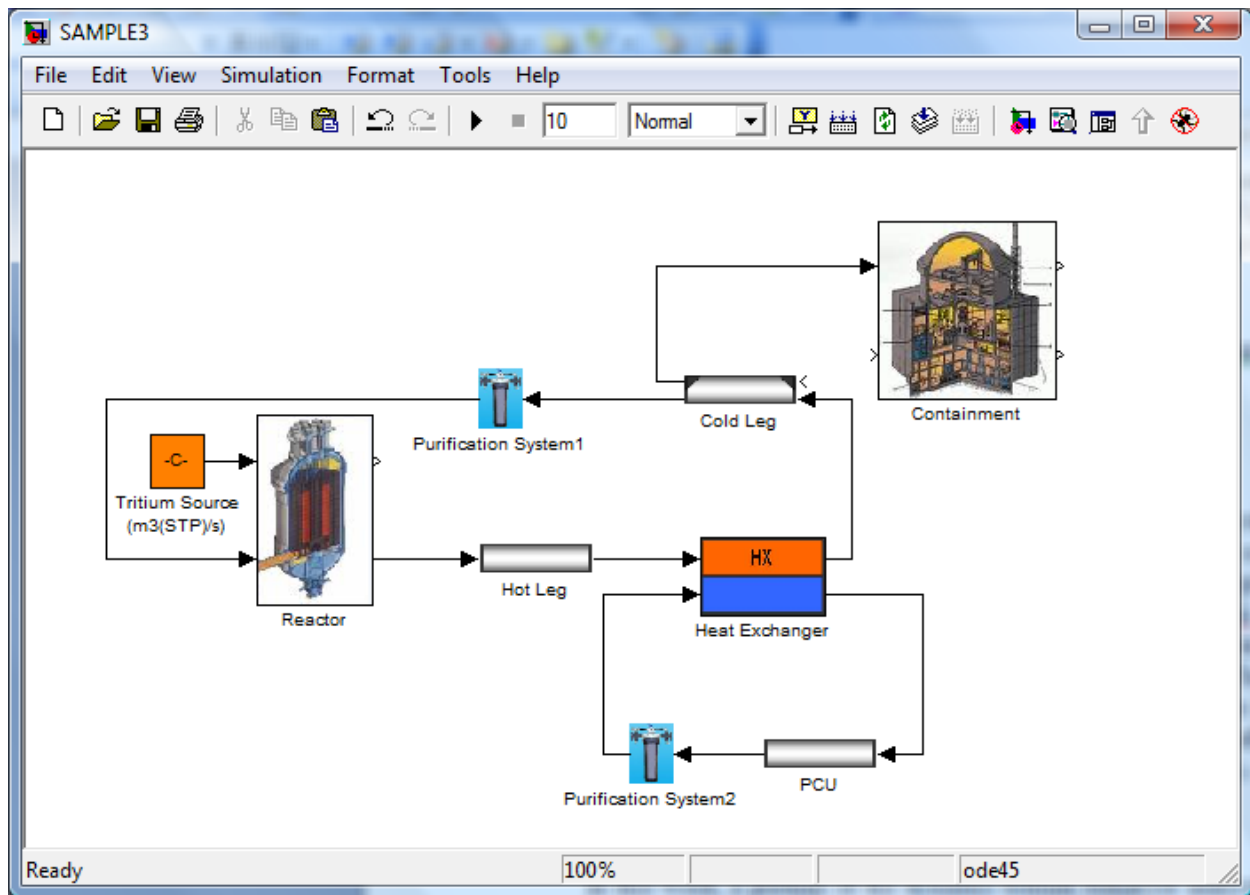 SAMPLE3
File Edit View Simulation Format Tools Help
10 Normal
Containment
Cold Leg
Purification System1
-C-
Tritium Source
(m3(STP)/s)
HX
Hot Leg
Reactor
Heat Exchanger
PCU
Purification System2
Ready 100% ode45